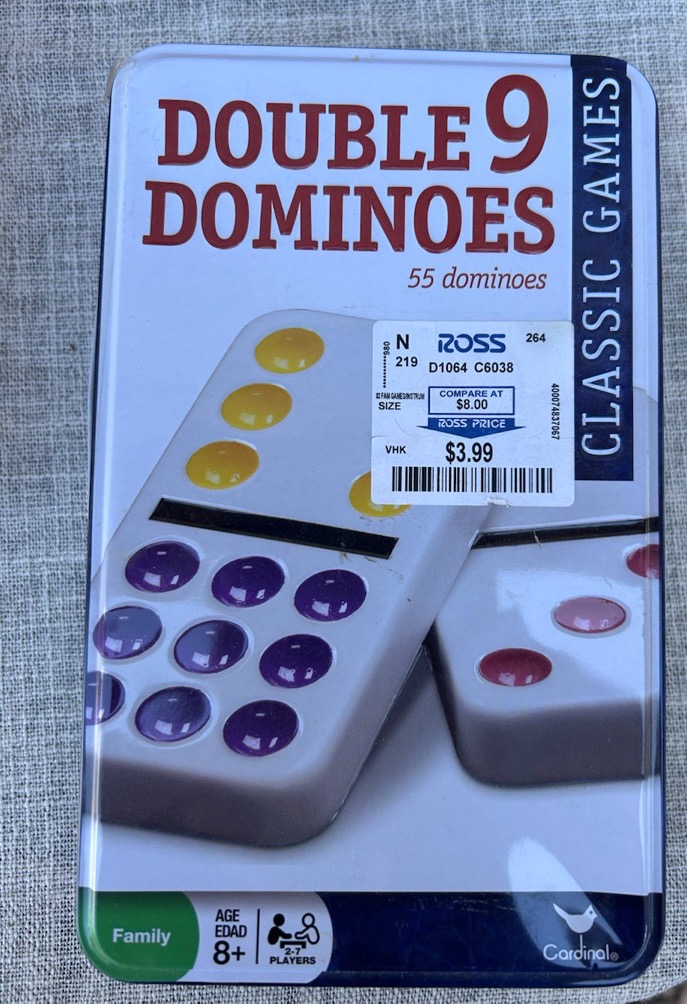 DOUBLE 9
DOMINOES
55 dominoes
CLASSIC GAMES
N
219
ROSS
264
D1064 C6038
SIZE
COMPARE AT
$8.00
ROSS PRICE
VHK
$3.99
400074837067
Family
AGE
EDAD
8+
2-7
PLAYERS
Cardinal®